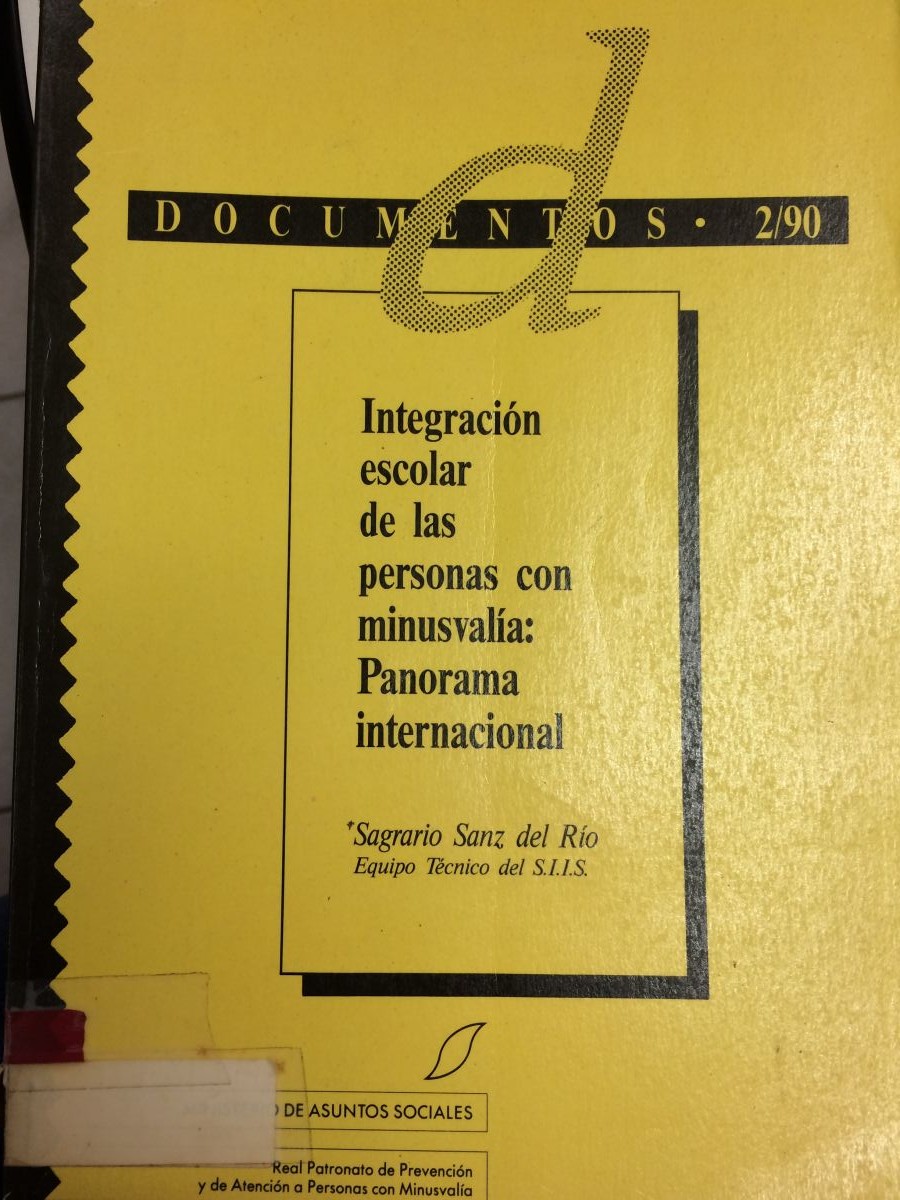 d
DOCUMENTOS · 2/90
Integración
escolar
de las
personas con
minusvalía:
Panorama
internacional
Sagrario Sanz del Río
Equipo Técnico del S.I.I.S.
DE ASUNTOS SOCIALES
Real Patronato de Prevención
y de Atención a Personas con Minusvalía